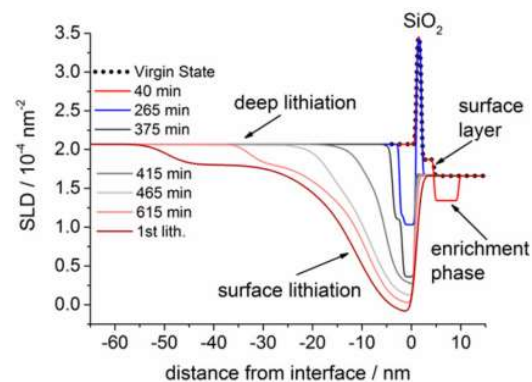 SiO₂
3.5
3.0
2.5
2.0
1.5
1.0
0.5
0.0
SLD / 10⁻⁴ nm⁻²
Virgin State
40 min
265 min
375 min
415 min
465 min
615 min
1st lith.
deep lithiation
surface lithiation
surface
layer
enrichment
phase
-60 -50 -40 -30 -20 -10 0 10
distance from interface / nm